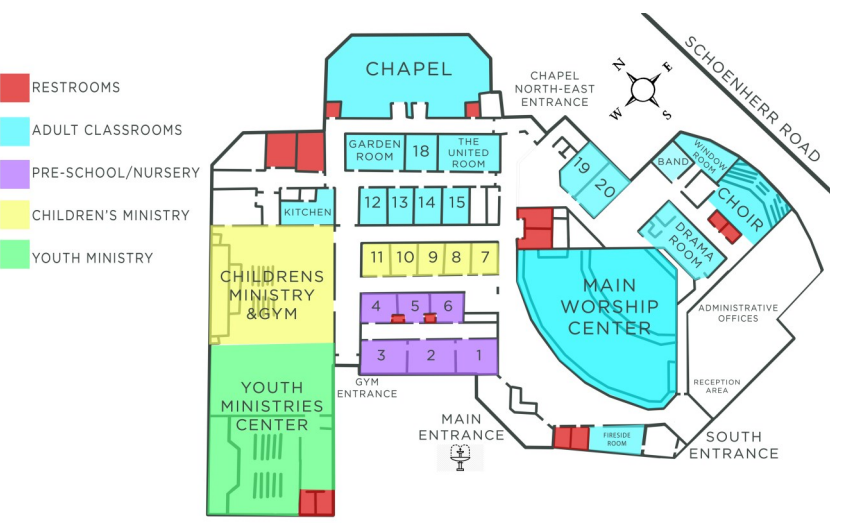 RESTROOMS
ADULT CLASSROOMS
PRE-SCHOOL/NURSERY
CHILDREN'S MINISTRY
YOUTH MINISTRY
CHAPEL
CHAPEL
NORTH-EAST
ENTRANCE
N
E
W
S
SCHOENHERR ROAD
GARDEN
ROOM
18
THE
UNITED
ROOM
19
20
BAND
WINDOW
ROOM
CHOIR
DRAMA
ROOM
KITCHEN
12
13
14
15
11
10
9
8
7
CHILDRENS
MINISTRY
&GYM
4
5
6
3
2
1
MAIN
WORSHIP
CENTER
ADMINISTRATIVE
OFFICES
RECEPTION
AREA
YOUTH
MINISTRIES
CENTER
GYM
ENTRANCE
MAIN
ENTRANCE
FIRESIDE
ROOM
SOUTH
ENTRANCE